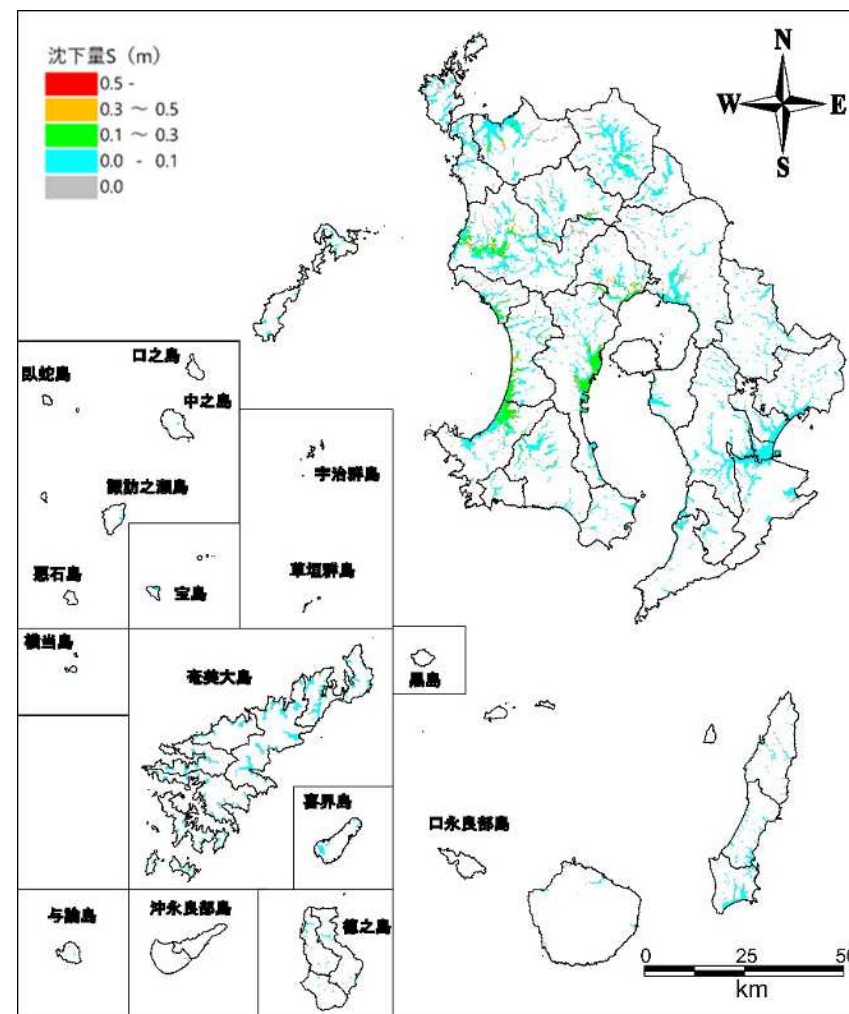 沈下量S（m）
0.5 -
0.3 ～ 0.5
0.1 ～ 0.3
0.0 - 0.1
0.0
N
W
E
S
口之島
臥蛇島
中之島
宇治群島
諏訪之瀬島
悪石島
宝島
草垣群島
横当島
奄美大島
黒島
喜界島
口永良部島
与論島
沖永良部島
徳之島
0 25 50
km